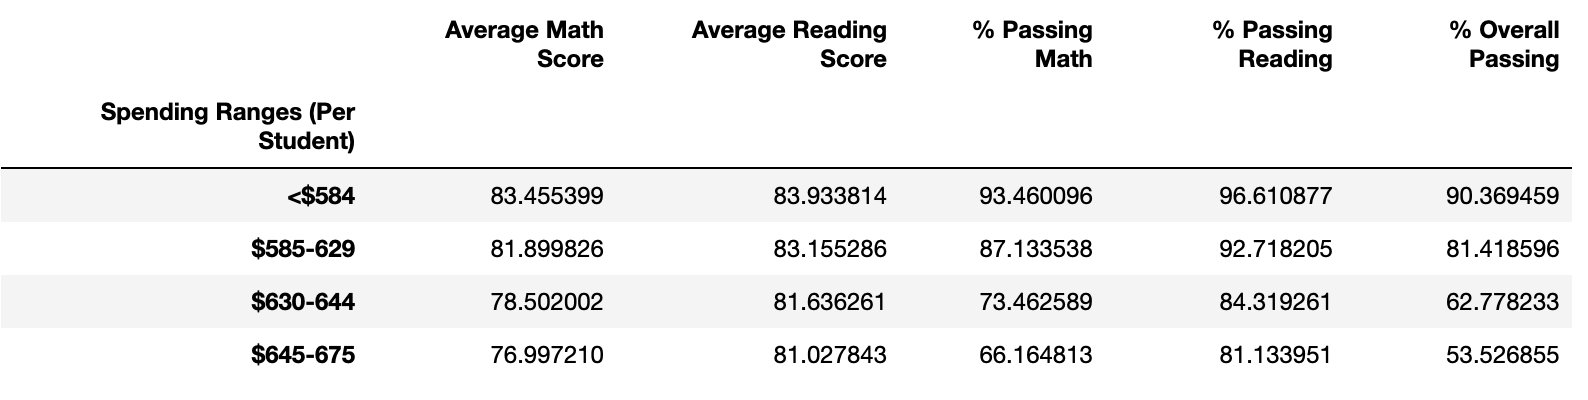 Average Math Score Average Reading Score % Passing Math % Passing Reading % Overall Passing
Spending Ranges (Per Student)
<$584 83.455399 83.933814 93.460096 96.610877 90.369459
$585-629 81.899826 83.155286 87.133538 92.718205 81.418596
$630-644 78.502002 81.636261 73.462589 84.319261 62.778233
$645-675 76.997210 81.027843 66.164813 81.133951 53.526855